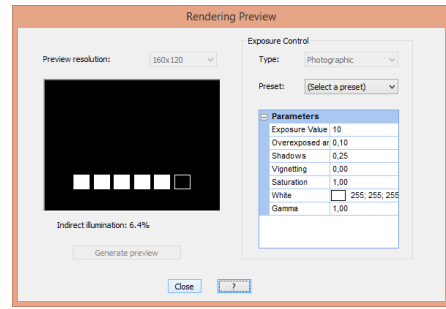 Rendering Preview
Preview resolution: 160x120
Exposure Control
Type: Photographic
Preset: (Select a preset)
Parameters
Exposure Value 10
Overexposed ar 0,10
Shadows 0,25
Vignetting 0,00
Saturation 1,00
White 255; 255; 255
Gamma 1,00
Indirect illumination: 6.4%
Generate preview
Close ?